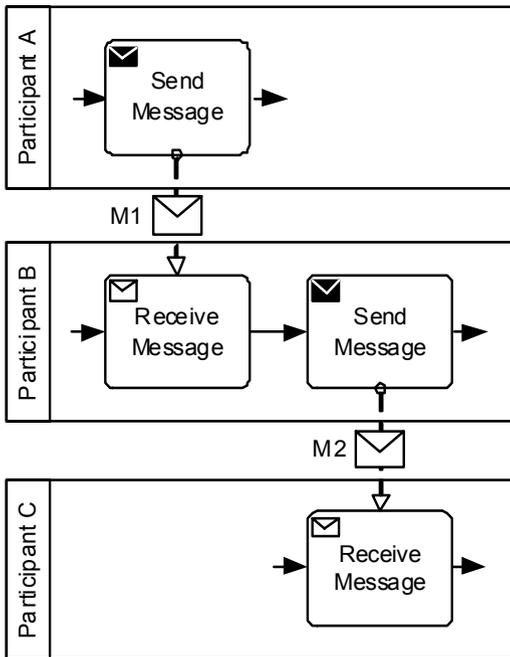 Participant A
Send
Message
M1
Participant B
Receive
Message
Send
Message
M2
Participant C
Receive
Message